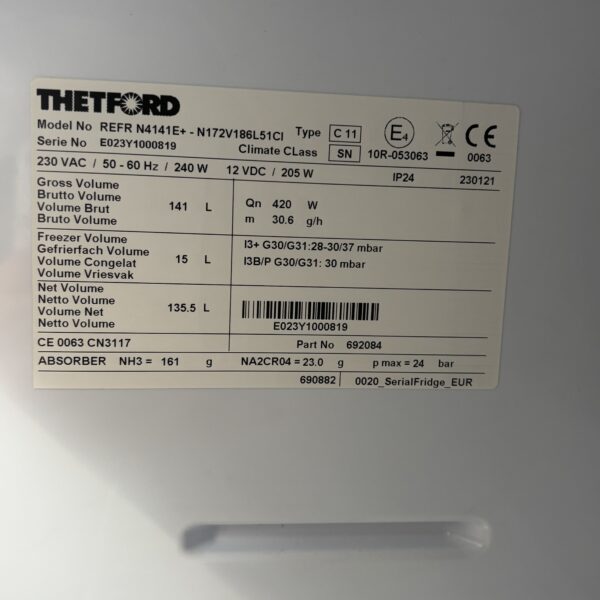 THETFORD
Model No REFR N4141E+ - N172V186L51CI Type C 11 E4
Serie No E023Y1000819 Climate CLass SN 10R-053063 0063
230 VAC / 50 - 60 Hz / 240 W 12 VDC / 205 W IP24 230121
Gross Volume
Brutto Volume
Volume Brut 141 L
Bruto Volume
Qn 420 W
m 30.6 g/h
Freezer Volume
Gefrierfach Volume
Volume Congelat 15 L
Volume Vriesvak
I3+ G30/G31:28-30/37 mbar
I3B/P G30/G31: 30 mbar
Net Volume
Netto Volume
Volume Net 135.5 L
Netto Volume
E023Y1000819
CE 0063 CN3117 Part No 692084
ABSORBER NH3 = 161 g NA2CR04 = 23.0 g p max = 24 bar
690882 0020_SerialFridge_EUR